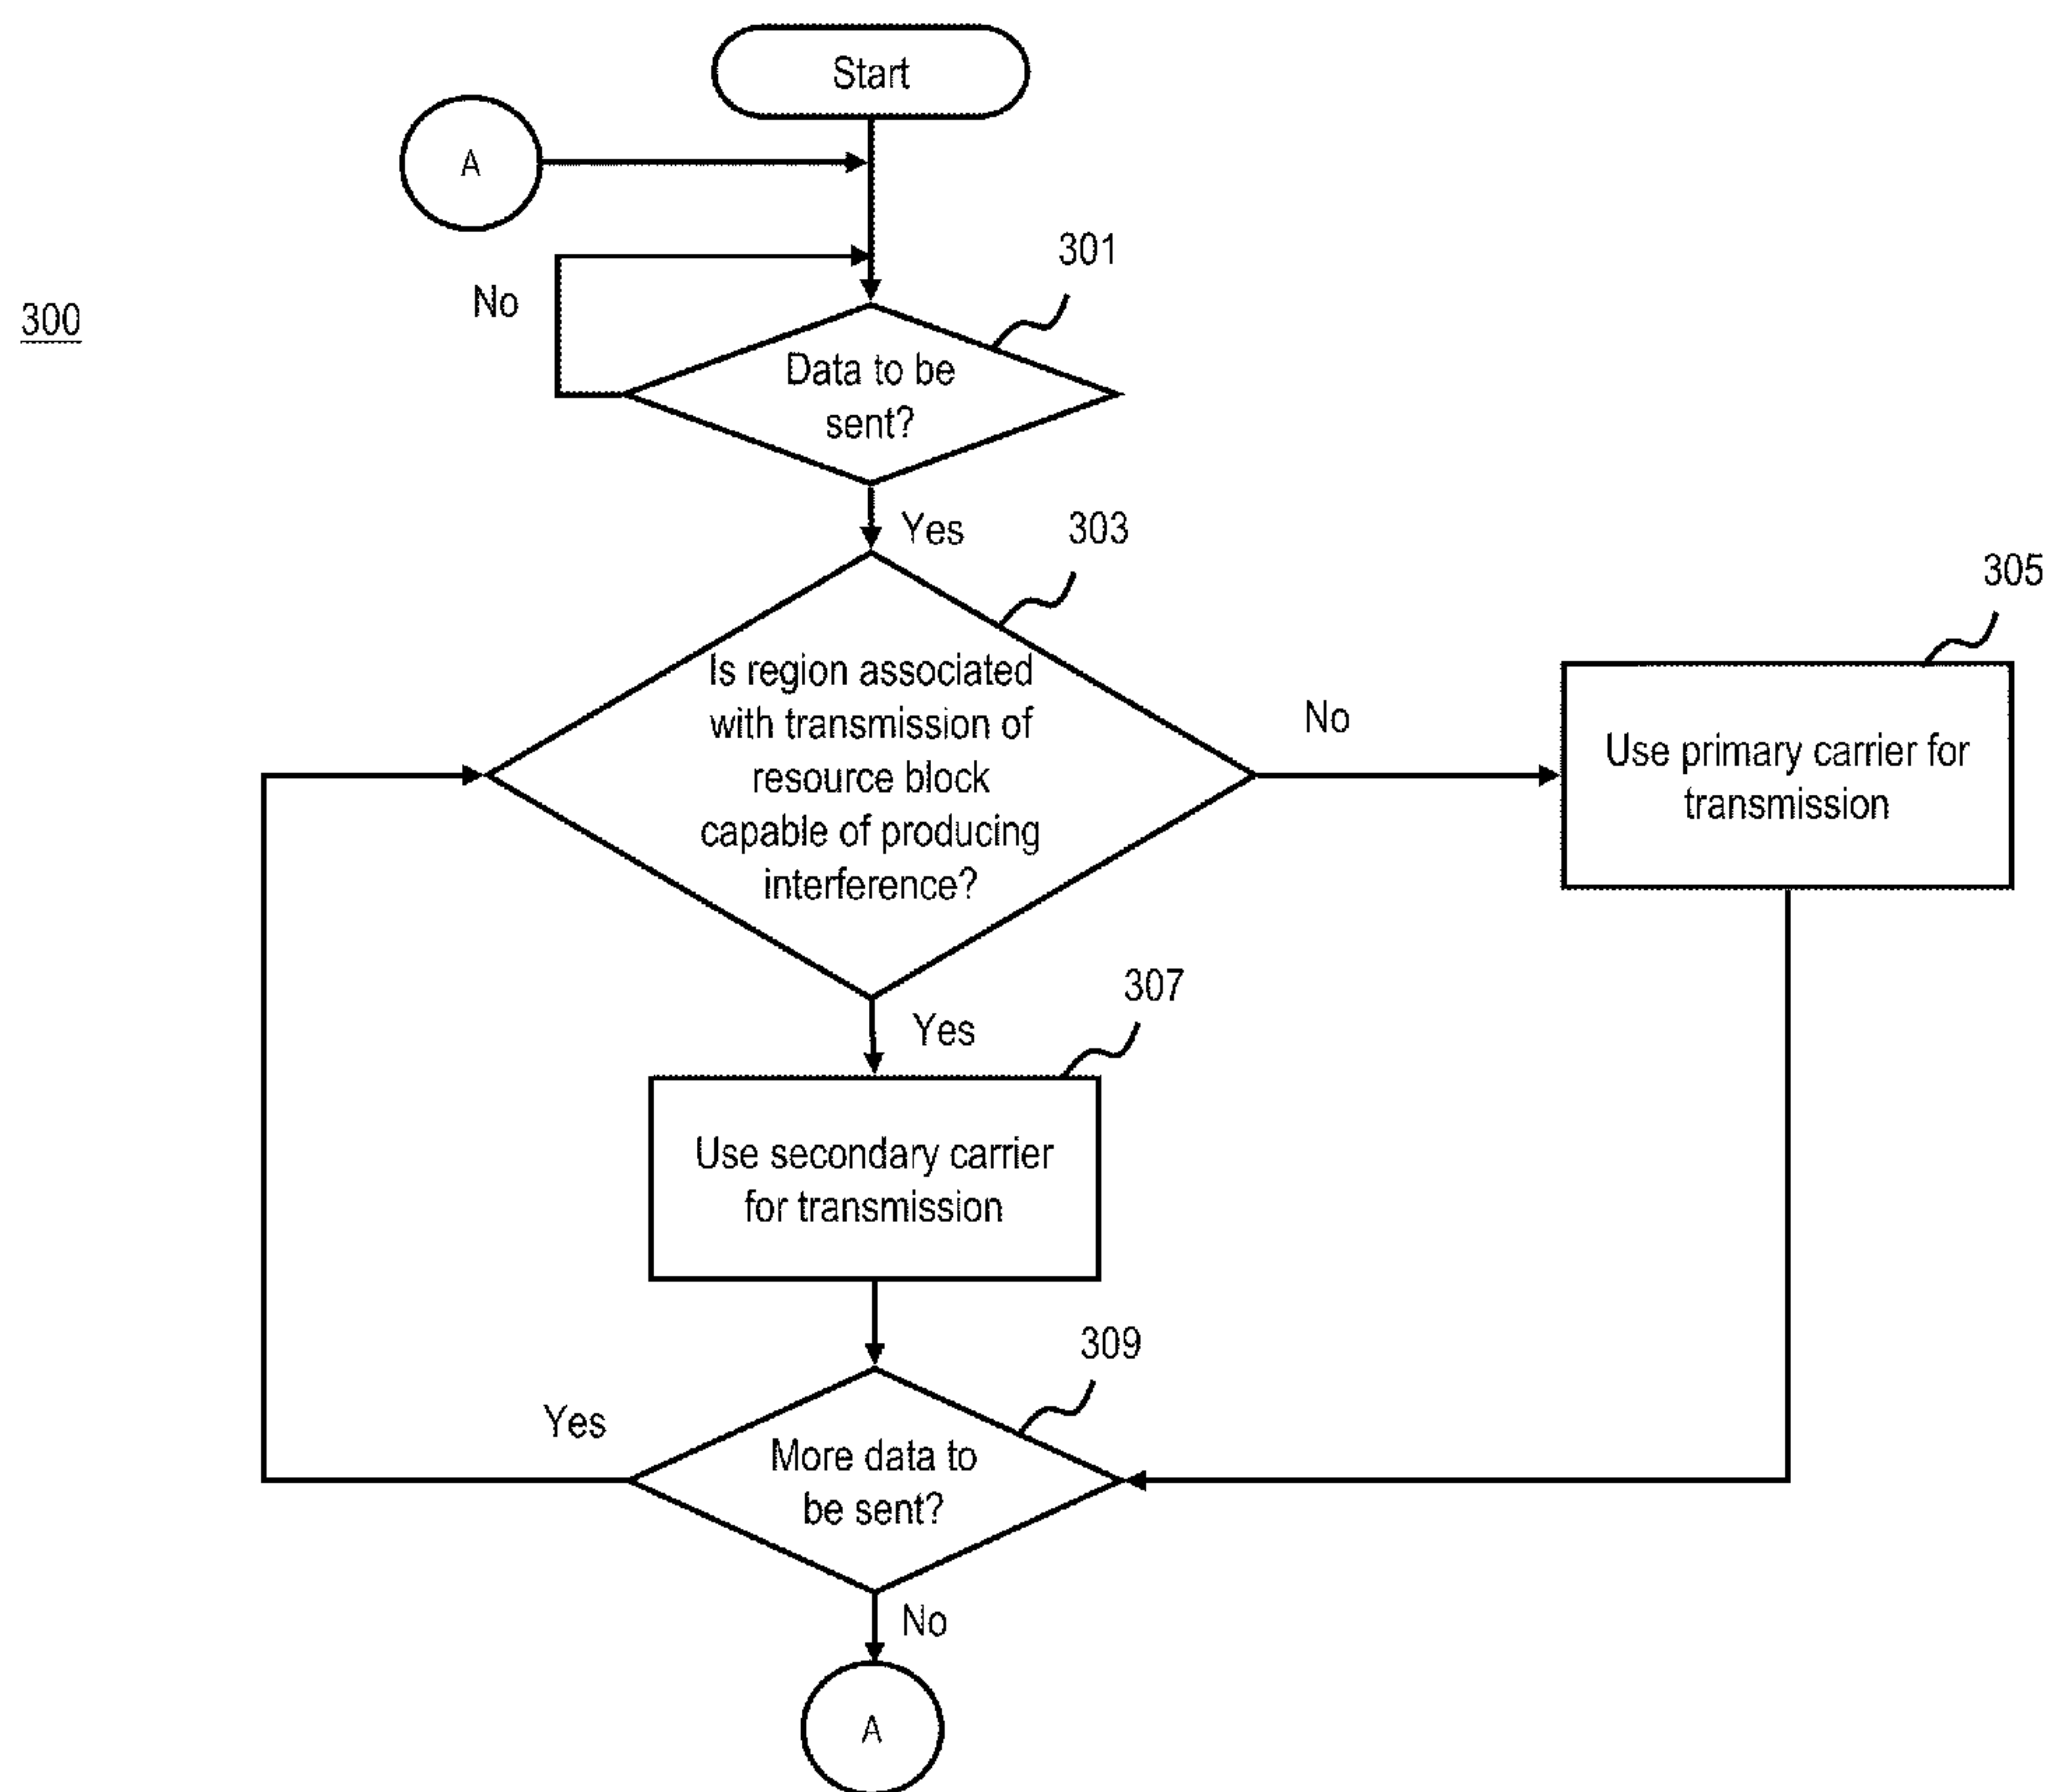 Start
A
301
No
300
Data to be
sent?
Yes
303
305
Is region associated
with transmission of
resource block
capable of producing
interference?
No
Use primary carrier for
transmission
307
Yes
Use secondary carrier
for transmission
309
Yes
More data to
be sent?
No
A